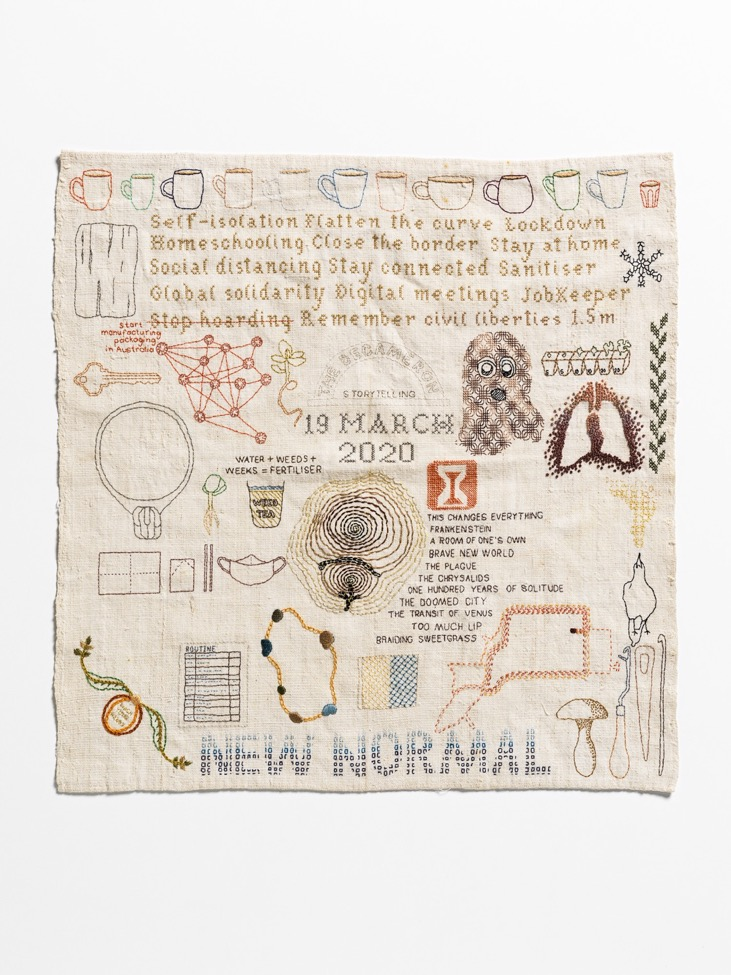 Self-isolation Flatten the curve Lockdown
Homeschooling Close the border Stay at home
Social distancing Stay connected Sanitiser
Global solidarity Digital meetings JobKeeper
Stop hoarding Remember civil liberties 1.5m
Start
manufacturing
packaging
in Australia
THE DECAMERON
STORYTELLING
19 MARCH
2020
WATER + WEEDS +
WEEKS = FERTILISER
WEED
TEA
THIS CHANGES EVERYTHING
FRANKENSTEIN
A ROOM OF ONE'S OWN
BRAVE NEW WORLD
THE PLAGUE
THE CHRYSALIDS
ONE HUNDRED YEARS OF SOLITUDE
THE DOOMED CITY
THE TRANSIT OF VENUS
TOO MUCH LIP
BRAIDING SWEETGRASS
ROUTINE
NEW NORMAL